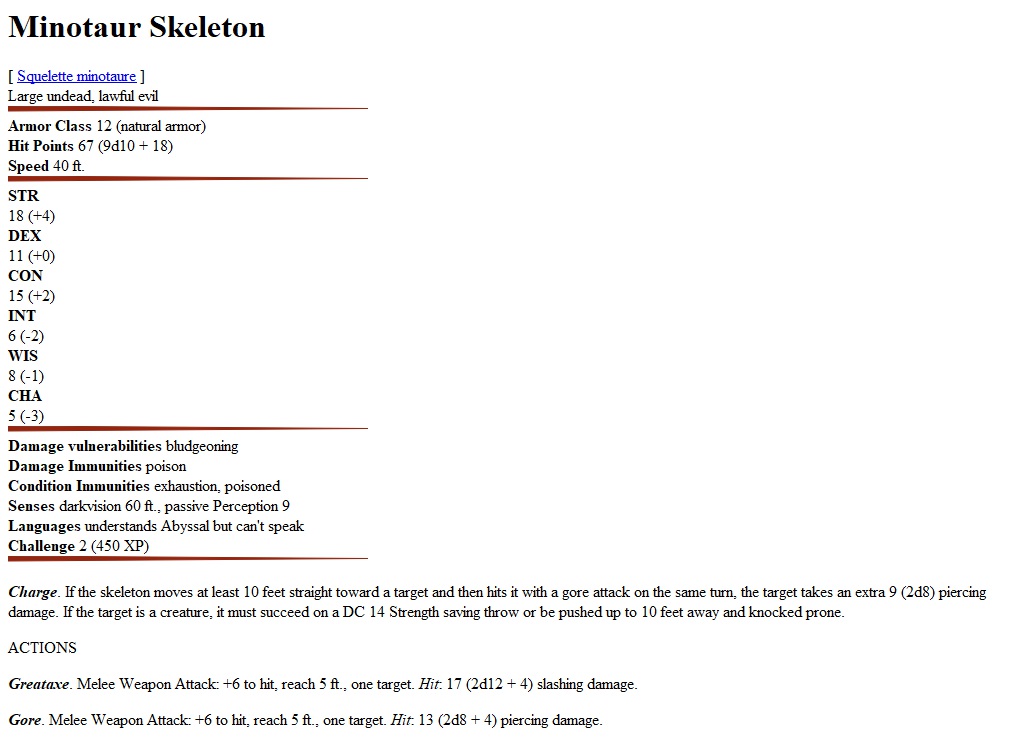 Minotaur Skeleton
[ Squelette minotaure ]
Large undead, lawful evil
Armor Class 12 (natural armor)
Hit Points 67 (9d10 + 18)
Speed 40 ft.
STR
18 (+4)
DEX
11 (+0)
CON
15 (+2)
INT
6 (-2)
WIS
8 (-1)
CHA
5 (-3)
Damage vulnerabilities bludgeoning
Damage Immunities poison
Condition Immunities exhaustion, poisoned
Senses darkvision 60 ft., passive Perception 9
Languages understands Abyssal but can't speak
Challenge 2 (450 XP)
Charge. If the skeleton moves at least 10 feet straight toward a target and then hits it with a gore attack on the same turn, the target takes an extra 9 (2d8) piercing
damage. If the target is a creature, it must succeed on a DC 14 Strength saving throw or be pushed up to 10 feet away and knocked prone.
ACTIONS
Greataxe. Melee Weapon Attack: +6 to hit, reach 5 ft., one target. Hit: 17 (2d12 + 4) slashing damage.
Gore. Melee Weapon Attack: +6 to hit, reach 5 ft., one target. Hit: 13 (2d8 + 4) piercing damage.